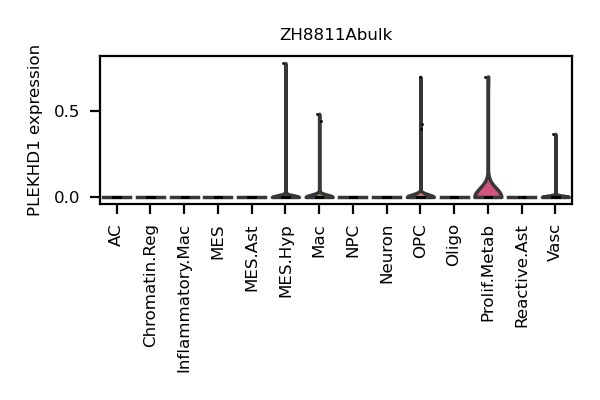 ZH8811Abulk
PLEKHD1 expression
0.5
0.0
AC
Chromatin.Reg
Inflammatory.Mac
MES
MES.Ast
MES.Hyp
Mac
NPC
Neuron
OPC
Oligo
Prolif.Metab
Reactive.Ast
Vasc